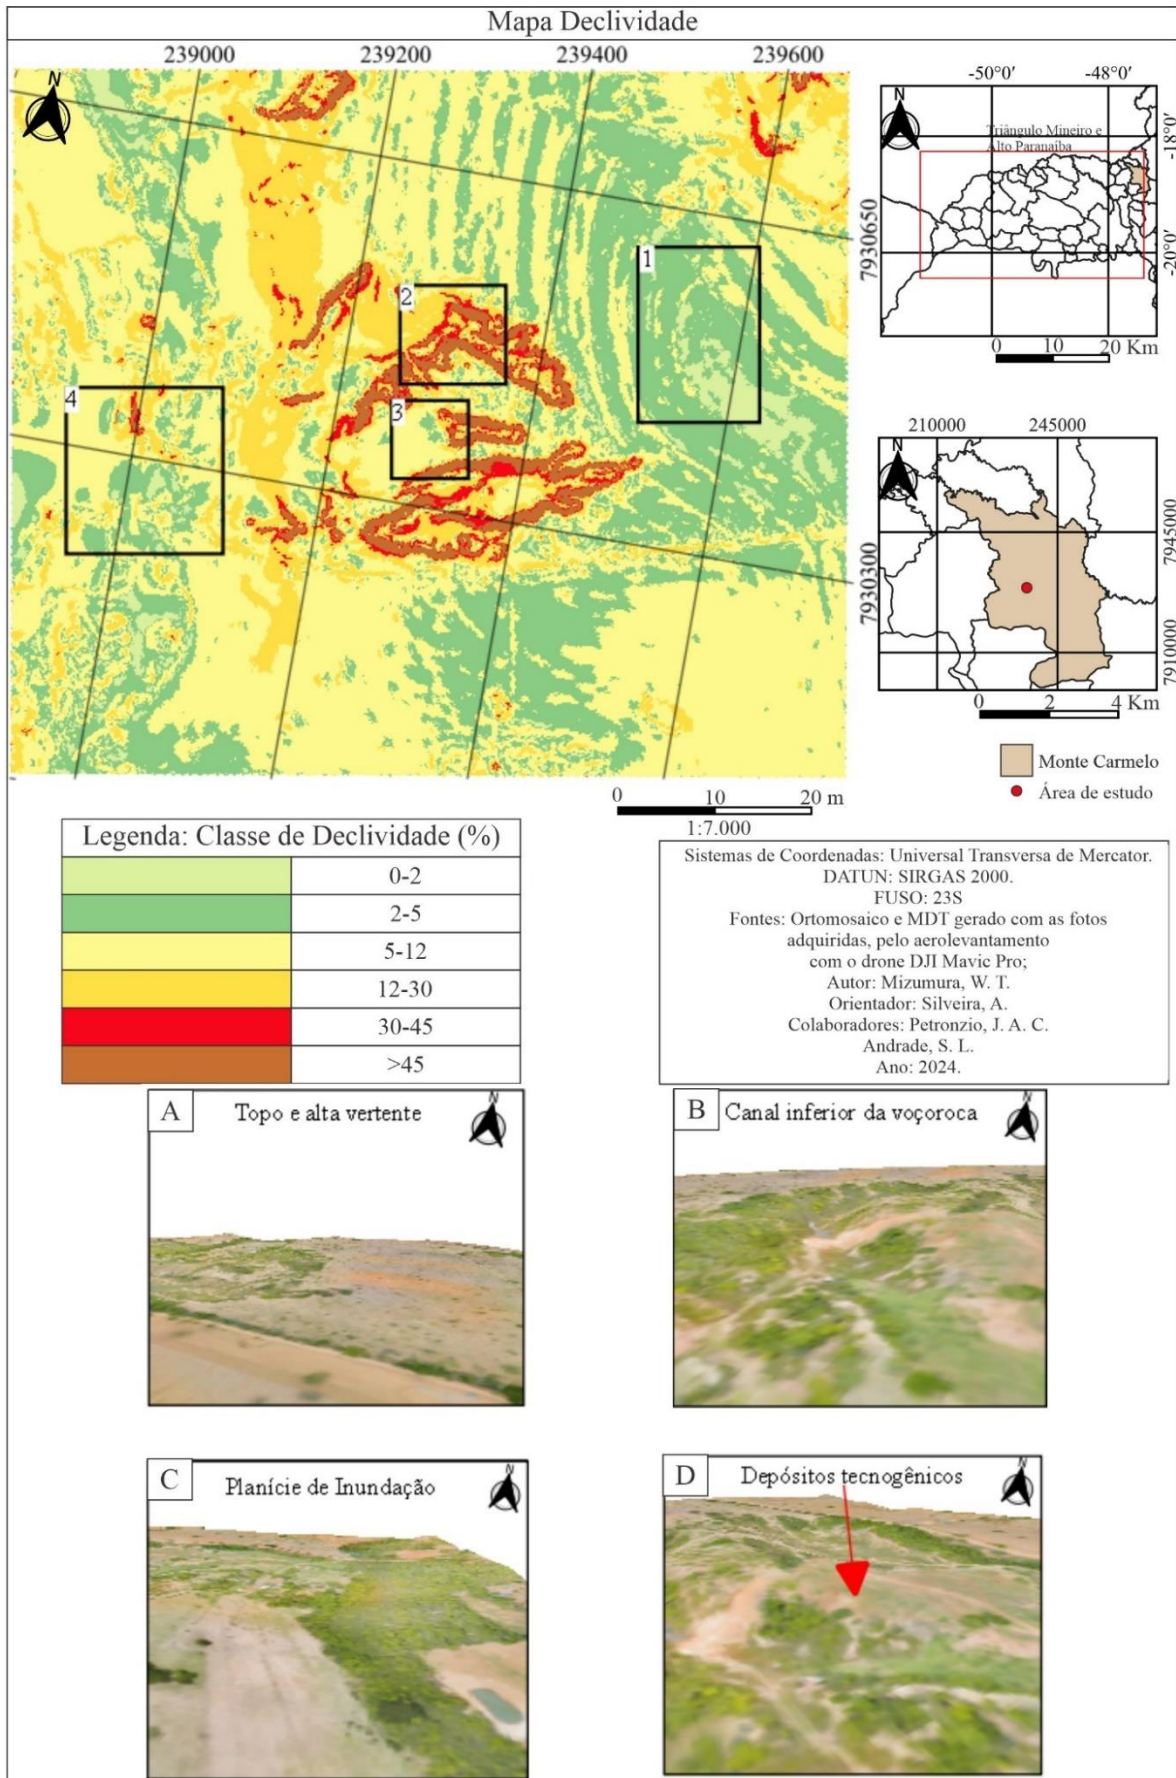 Mapa Declividade
239000
239200
239400
239600
N
1
2
3
4
7930650
7930300
-50°0'
-48°0'
N
Triângulo Mineiro e
Alto Paranaíba
-18°0'
-20°0'
0 10 20 Km
210000
245000
N
7945000
7910000
0 2 4 Km
Monte Carmelo
Área de estudo
0 10 20 m
1:7.000
Legenda: Classe de Declividade (%)
0-2
2-5
5-12
12-30
30-45
>45
Sistemas de Coordenadas: Universal Transversa de Mercator.
DATUN: SIRGAS 2000.
FUSO: 23S
Fontes: Ortomosaico e MDT gerado com as fotos
adquiridas, pelo aerolevantamento
com o drone DJI Mavic Pro;
Autor: Mizumura, W. T.
Orientador: Silveira, A.
Colaboradores: Petronzio, J. A. C.
Andrade, S. L.
Ano: 2024.
A
Topo e alta vertente
N
B
Canal inferior da voçoroca
N
C
Planície de Inundação
N
D
Depósitos tecnogênicos
N